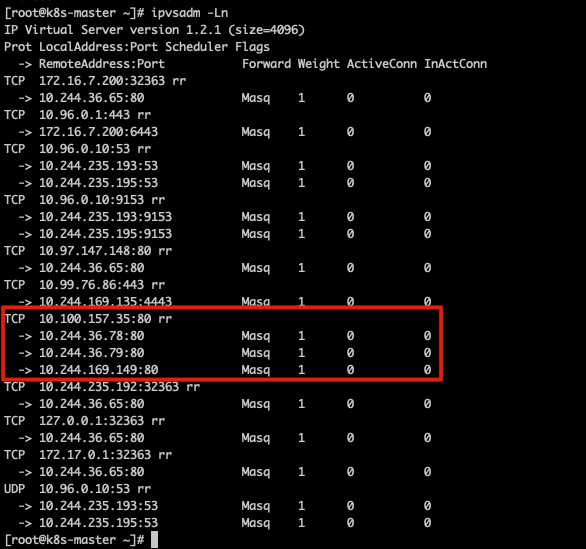 [root@k8s-master ~]# ipvsadm -Ln
IP Virtual Server version 1.2.1 (size=4096)
Prot LocalAddress:Port Scheduler Flags
  -> RemoteAddress:Port           Forward Weight ActiveConn InActConn
TCP  172.16.7.200:32363 rr
  -> 10.244.36.65:80              Masq    1      0          0
TCP  10.96.0.1:443 rr
  -> 172.16.7.200:6443            Masq    1      0          0
TCP  10.96.0.10:53 rr
  -> 10.244.235.193:53            Masq    1      0          0
  -> 10.244.235.195:53            Masq    1      0          0
TCP  10.96.0.10:9153 rr
  -> 10.244.235.193:9153          Masq    1      0          0
  -> 10.244.235.195:9153          Masq    1      0          0
TCP  10.97.147.148:80 rr
  -> 10.244.36.65:80              Masq    1      0          0
TCP  10.99.76.86:443 rr
  -> 10.244.169.135:4443          Masq    1      0          0
TCP  10.100.157.35:80 rr
  -> 10.244.36.78:80              Masq    1      0          0
  -> 10.244.36.79:80              Masq    1      0          0
  -> 10.244.169.149:80            Masq    1      0          0
TCP  10.244.235.192:32363 rr
  -> 10.244.36.65:80              Masq    1      0          0
TCP  127.0.0.1:32363 rr
  -> 10.244.36.65:80              Masq    1      0          0
TCP  172.17.0.1:32363 rr
  -> 10.244.36.65:80              Masq    1      0          0
UDP  10.96.0.10:53 rr
  -> 10.244.235.193:53            Masq    1      0          0
  -> 10.244.235.195:53            Masq    1      0          0
[root@k8s-master ~]#